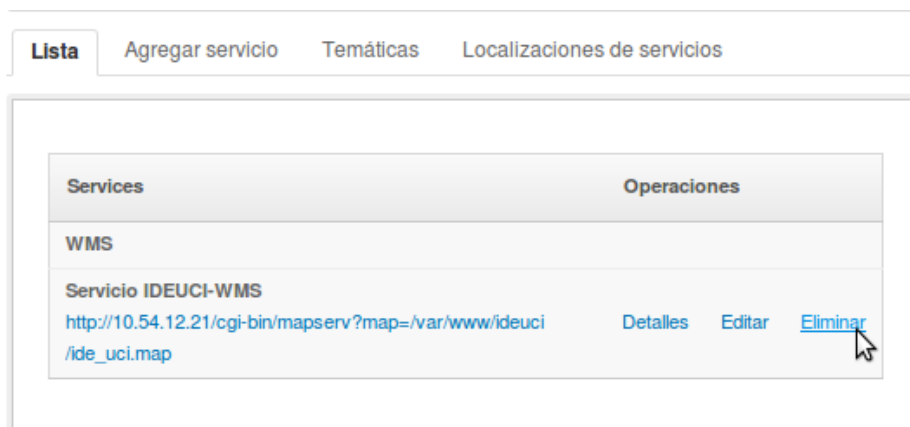 Lista Agregar servicio Temáticas Localizaciones de servicios
Services Operaciones
WMS
Servicio IDEUCI-WMS
http://10.54.12.21/cgi-bin/mapserv?map=/var/www/ideuci Detalles Editar Eliminar
/ide_uci.map